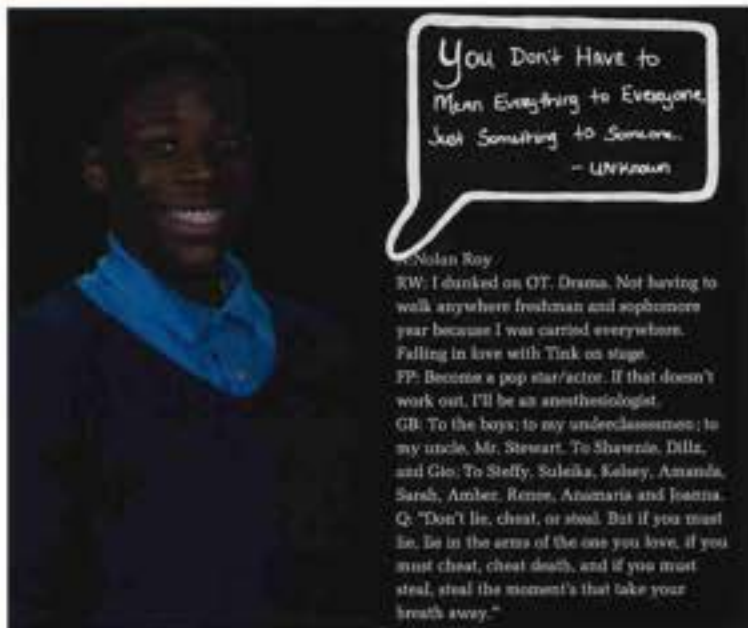 You Don't Have to
Mean Everything to Everyone,
Just Something to Someone.
- UNKnown
Nolan Roy
RW: I dunked on OT. Drama. Not having to
walk anywhere freshman and sophomore
year because I was carried everywhere.
Falling in love with Tink on stage.
FP: Become a pop star/actor. If that doesn't
work out, I'll be an anesthesiologist.
GB: To the boys; to my underclassmen; to
my uncle, Mr. Stewart. To Shawnie, Dillz,
and Gio; To Steffy, Suleika, Kelsey, Amanda,
Sarah, Amber, Renee, Anamaria and Joanna.
Q: "Don't lie, cheat, or steal. But if you must
lie, lie in the arms of the one you love, if you
must cheat, cheat death, and if you must
steal, steal the moment's that take your
breath away."